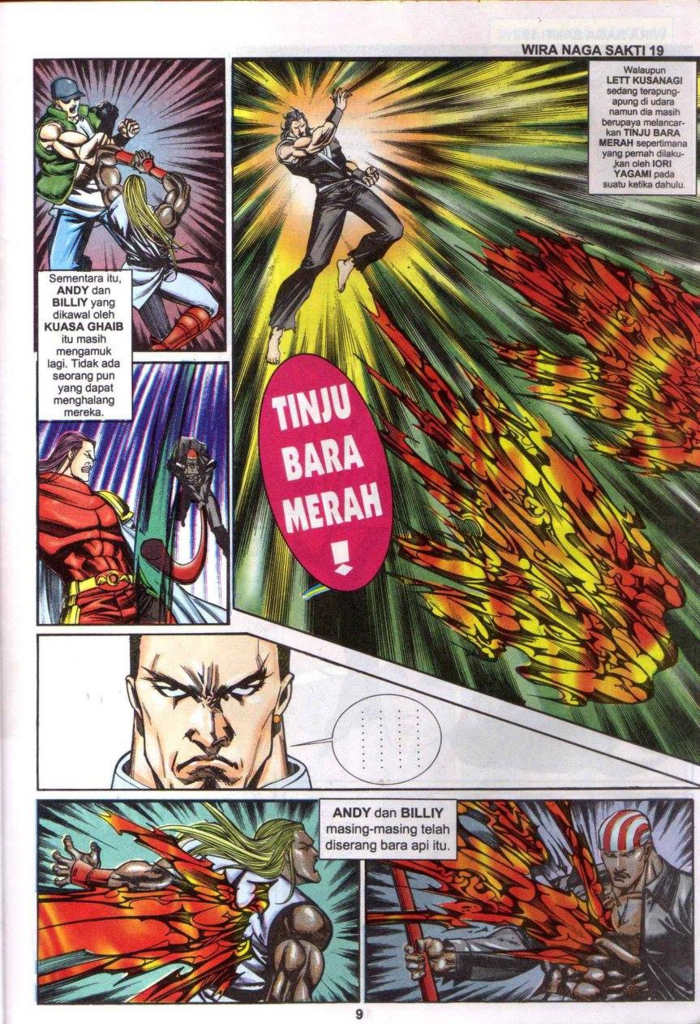 WIRA NAGA SAKTI 19
Walaupun
LETT KUSANAGI
sedang terapung-
apung di udara
namun dia masih
berupaya melancar-
kan TINJU BARA
MERAH sepertimana
yang pernah dilaku-
kan oleh IORI
YAGAMI pada
suatu ketika dahulu.
Sementara itu,
ANDY dan
BILLIY yang
dikawal oleh
KUASA GHAIB
itu masih
mengamuk
lagi. Tidak ada
seorang pun
yang dapat
menghalang
mereka.
TINJU
BARA
MERAH
!
ANDY dan BILLIY
masing-masing telah
diserang bara api itu.
9